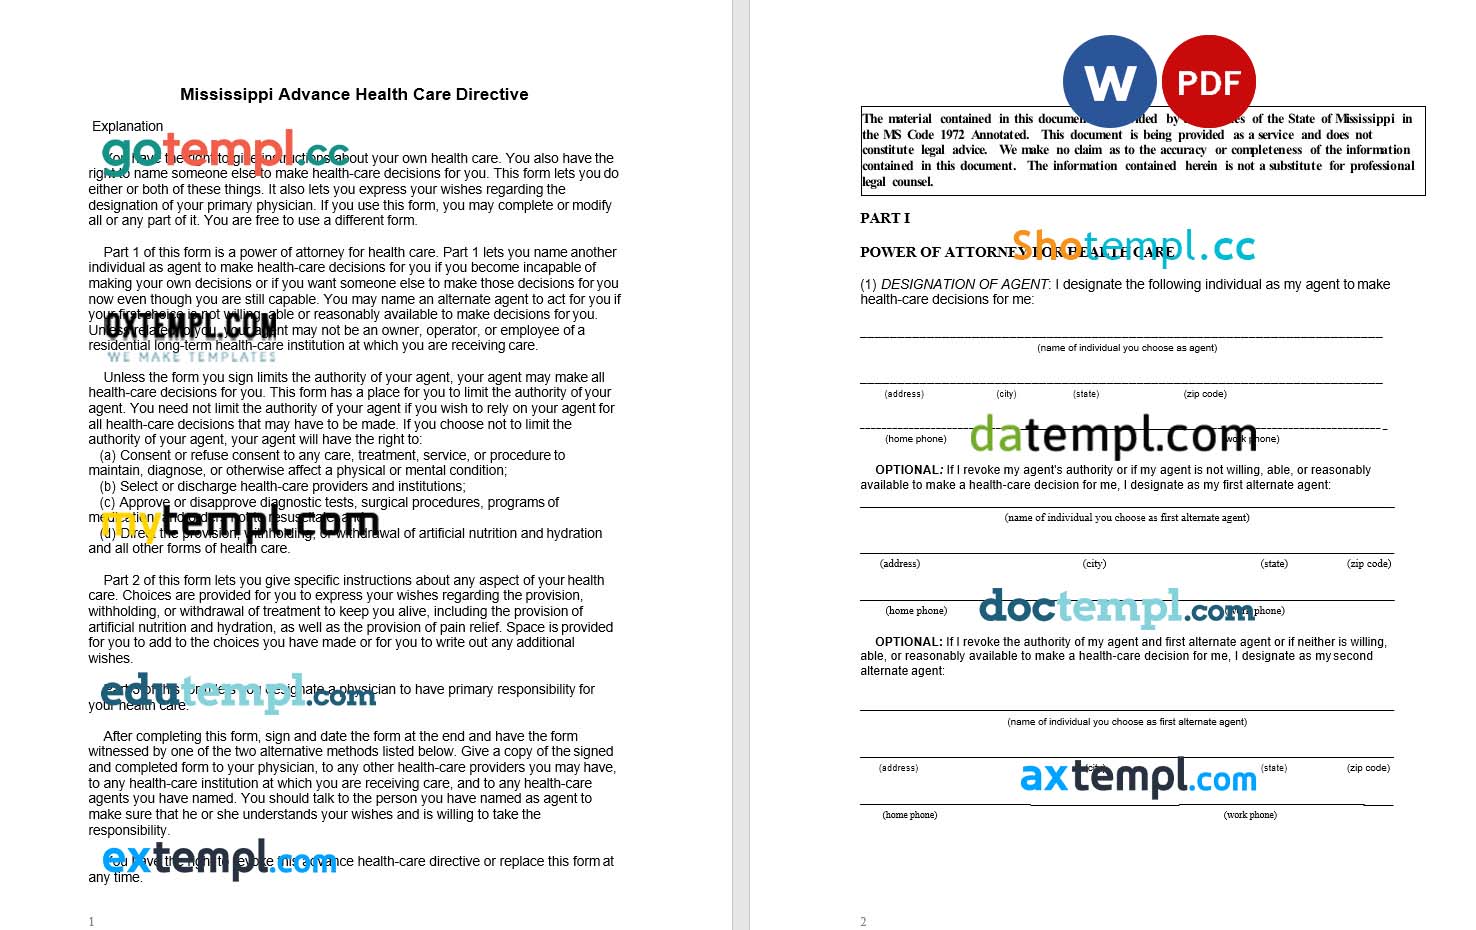 Mississippi Advance Health Care Directive
Explanation
gotempl.cc
You have the right to give instructions about your own health care. You also have the
right to name someone else to make health-care decisions for you. This form lets you do
either or both of these things. It also lets you express your wishes regarding the
designation of your primary physician. If you use this form, you may complete or modify
all or any part of it. You are free to use a different form.
Part 1 of this form is a power of attorney for health care. Part 1 lets you name another
individual as agent to make health-care decisions for you if you become incapable of
making your own decisions or if you want someone else to make those decisions for you
now even though you are still capable. You may name an alternate agent to act for you if
your first choice is not willing, able or reasonably available to make decisions for you.
OXTEMPL.COM
Unless related to you, your agent may not be an owner, operator, or employee of a
residential long-term health-care institution at which you are receiving care.
WE MAKE TEMPLATES
Unless the form you sign limits the authority of your agent, your agent may make all
health-care decisions for you. This form has a place for you to limit the authority of your
agent. You need not limit the authority of your agent if you wish to rely on your agent for
all health-care decisions that may have to be made. If you choose not to limit the
authority of your agent, your agent will have the right to:
(a) Consent or refuse consent to any care, treatment, service, or procedure to
maintain, diagnose, or otherwise affect a physical or mental condition;
(b) Select or discharge health-care providers and institutions;
(c) Approve or disapprove diagnostic tests, surgical procedures, programs of
medication, and orders not to resuscitate; and
mytempl.com
(d) Direct the provision, withholding, or withdrawal of artificial nutrition and hydration
and all other forms of health care.
Part 2 of this form lets you give specific instructions about any aspect of your health
care. Choices are provided for you to express your wishes regarding the provision,
withholding, or withdrawal of treatment to keep you alive, including the provision of
artificial nutrition and hydration, as well as the provision of pain relief. Space is provided
for you to add to the choices you have made or for you to write out any additional
wishes.
Part 3 of this form lets you designate a physician to have primary responsibility for
edutempl.com
your health care.
After completing this form, sign and date the form at the end and have the form
witnessed by one of the two alternative methods listed below. Give a copy of the signed
and completed form to your physician, to any other health-care providers you may have,
to any health-care institution at which you are receiving care, and to any health-care
agents you have named. You should talk to the person you have named as agent to
make sure that he or she understands your wishes and is willing to take the
responsibility.
You have the right to revoke this advance health-care directive or replace this form at
extempl.com
any time.
1
W PDF
The material contained in this document by of the State of Mississippi in
the MS Code 1972 Annotated. This document is being provided as a service and does not
constitute legal advice. We make no claim as to the accuracy or completeness of the information
contained in this document. The information contained herein is not a substitute for professional
legal counsel.
PART I
Shotempl.cc
POWER OF ATTORNEY FOR HEALTH CARE
(1) DESIGNATION OF AGENT: I designate the following individual as my agent to make
health-care decisions for me:
(name of individual you choose as agent)
(address) (city) (state) (zip code)
datempl.com
(home phone) (work phone)
OPTIONAL: If I revoke my agent's authority or if my agent is not willing, able, or reasonably
available to make a health-care decision for me, I designate as my first alternate agent:
(name of individual you choose as first alternate agent)
(address) (city) (state) (zip code)
doctempl.com
(home phone) (work phone)
OPTIONAL: If I revoke the authority of my agent and first alternate agent or if neither is willing,
able, or reasonably available to make a health-care decision for me, I designate as my second
alternate agent:
(name of individual you choose as first alternate agent)
(address) (city) (state) (zip code)
axtempl.com
(home phone) (work phone)
2